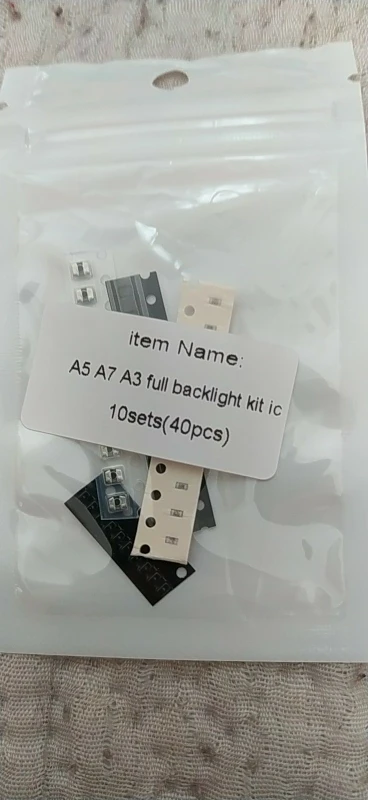 item Name:
A5 A7 A3 full backlight kit ic
10sets(40pcs)